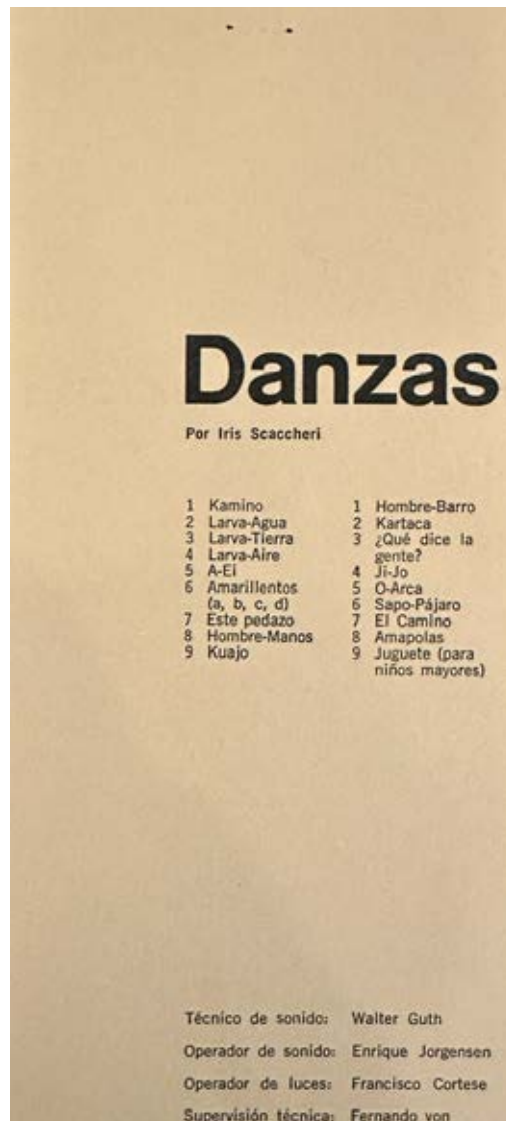 Danzas
Por Iris Scaccheri
1 Kamino
2 Larva-Agua
3 Larva-Tierra
4 Larva-Aire
5 A-Ei
6 Amarillentos
(a, b, c, d)
7 Este pedazo
8 Hombre-Manos
9 Kuajo
1 Hombre-Barro
2 Kartaca
3 ¿Qué dice la
gente?
4 Ji-Jo
5 O-Arca
6 Sapo-Pájaro
7 El Camino
8 Amapolas
9 Juguete (para
niños mayores)
Técnico de sonido: Walter Guth
Operador de sonido: Enrique Jorgensen
Operador de luces: Francisco Cortese
Supervisión técnica: Fernando von